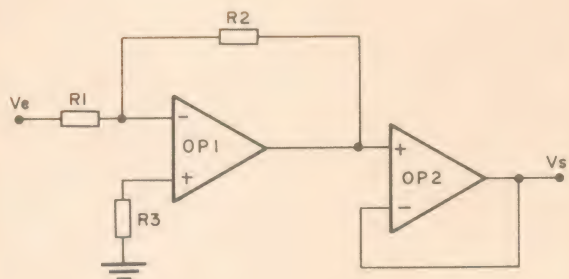 R2
Ve
R1
-
OP1
+
R3
+
OP2
-
Vs